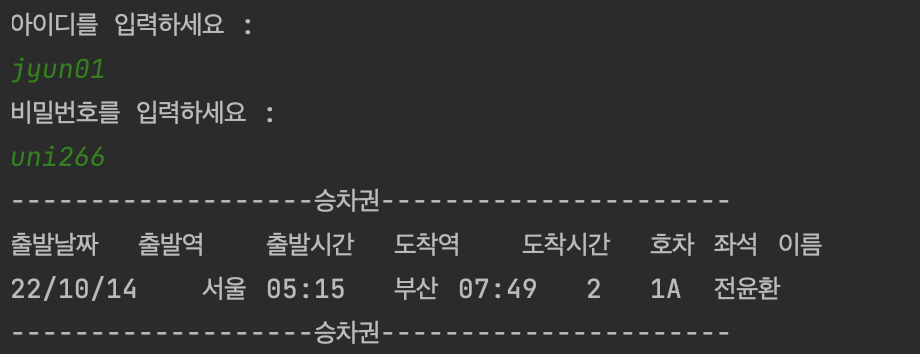 아이디를 입력하세요 :
jyun01
비밀번호를 입력하세요 :
uni266
-------------------승차권----------------------
출발날짜 출발역 출발시간 도착역 도착시간 호차 좌석 이름
22/10/14 서울 05:15 부산 07:49 2 1A 전윤환
-------------------승차권----------------------